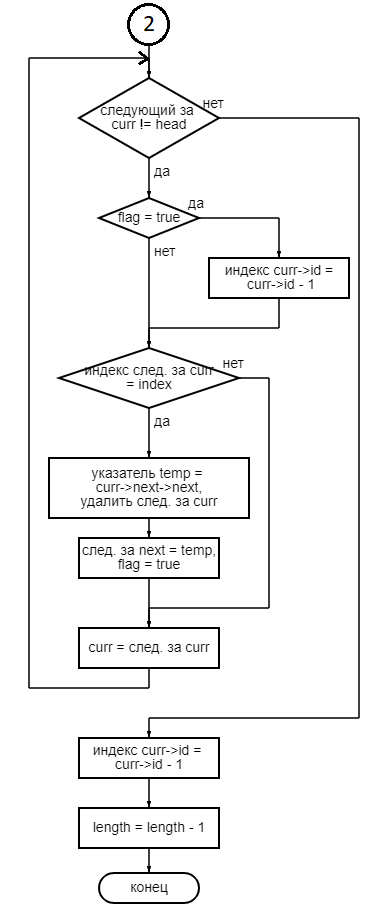 2
нет
следующий за
curr != head
да
да
flag = true
нет
индекс curr->id =
curr->id - 1
нет
индекс след. за curr
= index
да
указатель temp =
curr->next->next,
удалить след. за curr
след. за next = temp,
flag = true
curr = след. за curr
индекс curr->id =
curr->id - 1
length = length - 1
конец